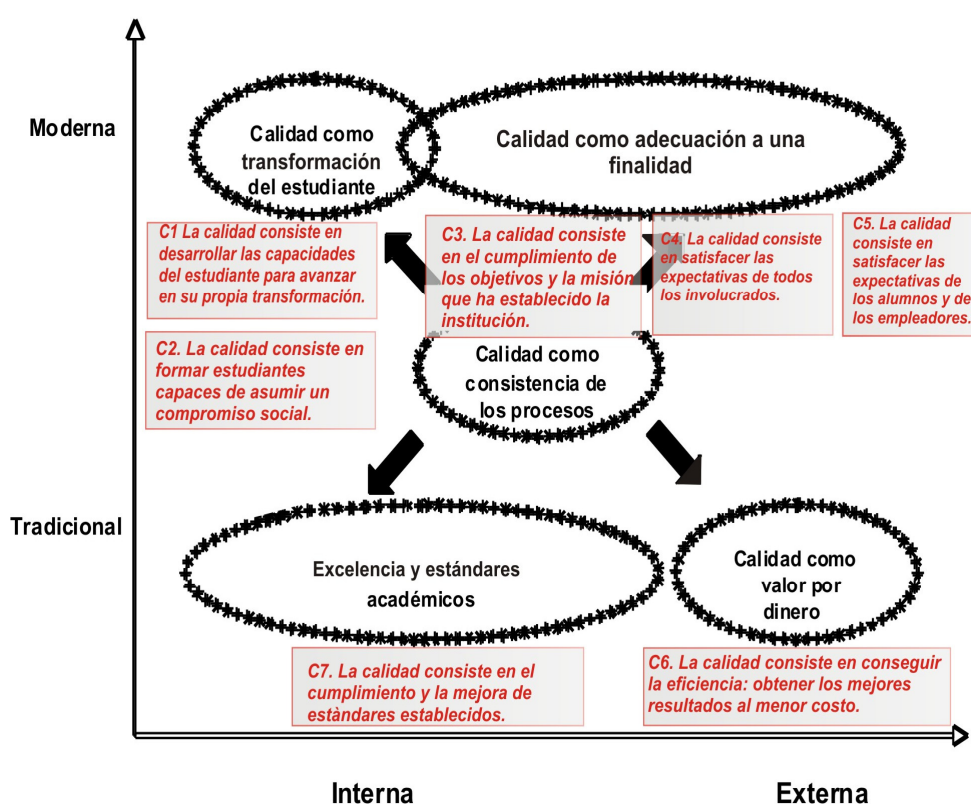 Moderna
Calidad como
transformación
del estudiante
Calidad como adecuación a una
finalidad
C1 La calidad consiste en
desarrollar las capacidades
del estudiante para avanzar
en su propia transformación.
C3. La calidad consiste
en el cumplimiento de
los objetivos y la misión
que ha establecido la
institución.
C4. La calidad consiste
en satisfacer las
expectativas de todos
los involucrados.
C5. La calidad
consiste en
satisfacer las
expectativas de
los alumnos y de
los empleadores.
C2. La calidad consiste en
formar estudiantes
capaces de asumir un
compromiso social.
Calidad como
consistencia de
los procesos
Tradicional
Excelencia y estándares
académicos
Calidad como
valor por
dinero
C7. La calidad consiste en el
cumplimiento y la mejora de
estàndares establecidos.
C6. La calidad consiste en conseguir
la eficiencia: obtener los mejores
resultados al menor costo.
Interna
Externa